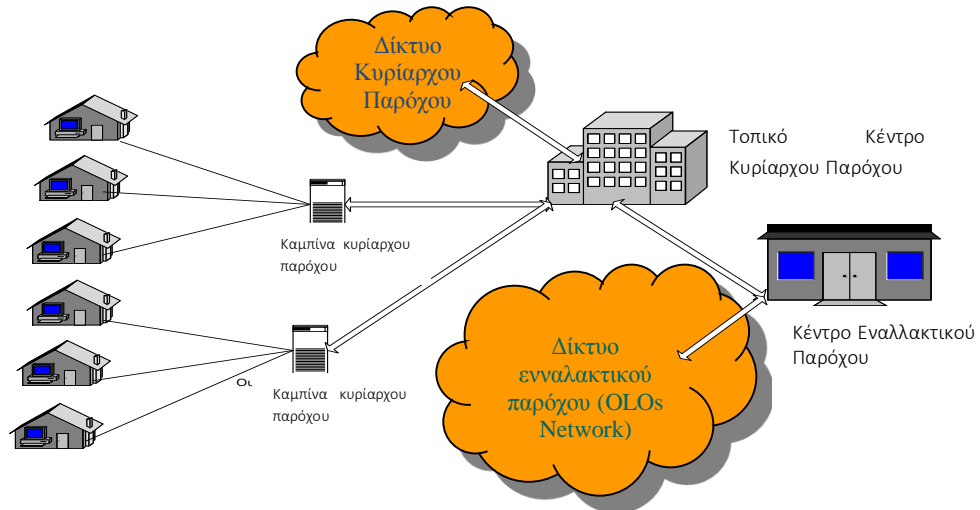 Δίκτυο
Κυρίαρχου
Παρόχου
Τοπικό Κέντρο
Κυρίαρχου Παρόχου
Καμπίνα κυρίαρχου
παρόχου
Κέντρο Εναλλακτικού
Παρόχου
Δίκτυο
ενναλακτικού
παρόχου (OLOs
Network)
Οι
Καμπίνα κυρίαρχου
παρόχου